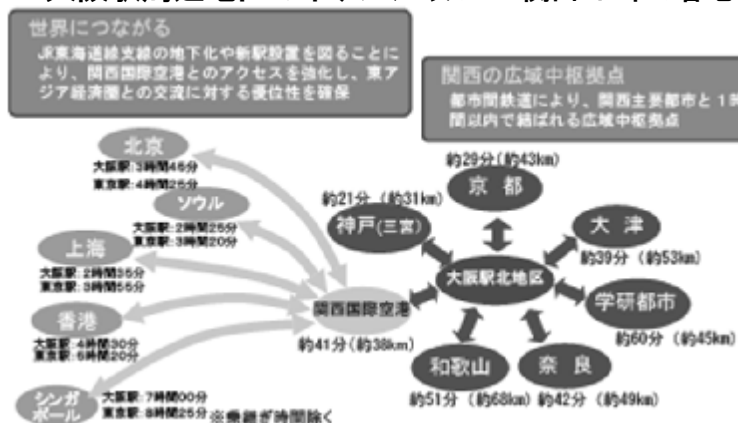 世界につながる
JR東海道線支線の地下化や新駅設置を図ることに
より、関西国際空港とのアクセスを強化し、東ア
ジア経済圏との交流に対する優位性を確保
関西の広域中枢拠点
都市間鉄道により、関西主要都市と1時
間以内で結ばれる広域中枢拠点
北京
大阪駅:3時間45分
東京駅:4時間25分
ソウル
大阪駅:2時間25分
東京駅:3時間20分
上海
大阪駅:2時間35分
東京駅:3時間55分
香港
大阪駅:4時間30分
東京駅:5時間20分
シンガ
ポール
大阪駅:7時間00分
東京駅:8時間25分
※乗継ぎ時間除く
関西国際空港
約41分(約38km)
約29分(約43km)
京都
約21分(約31km)
神戸(三宮)
大津
約39分(約53km)
大阪駅北地区
学研都市
約60分(約45km)
和歌山
約51分(約68km)
奈良
約42分(約49km)